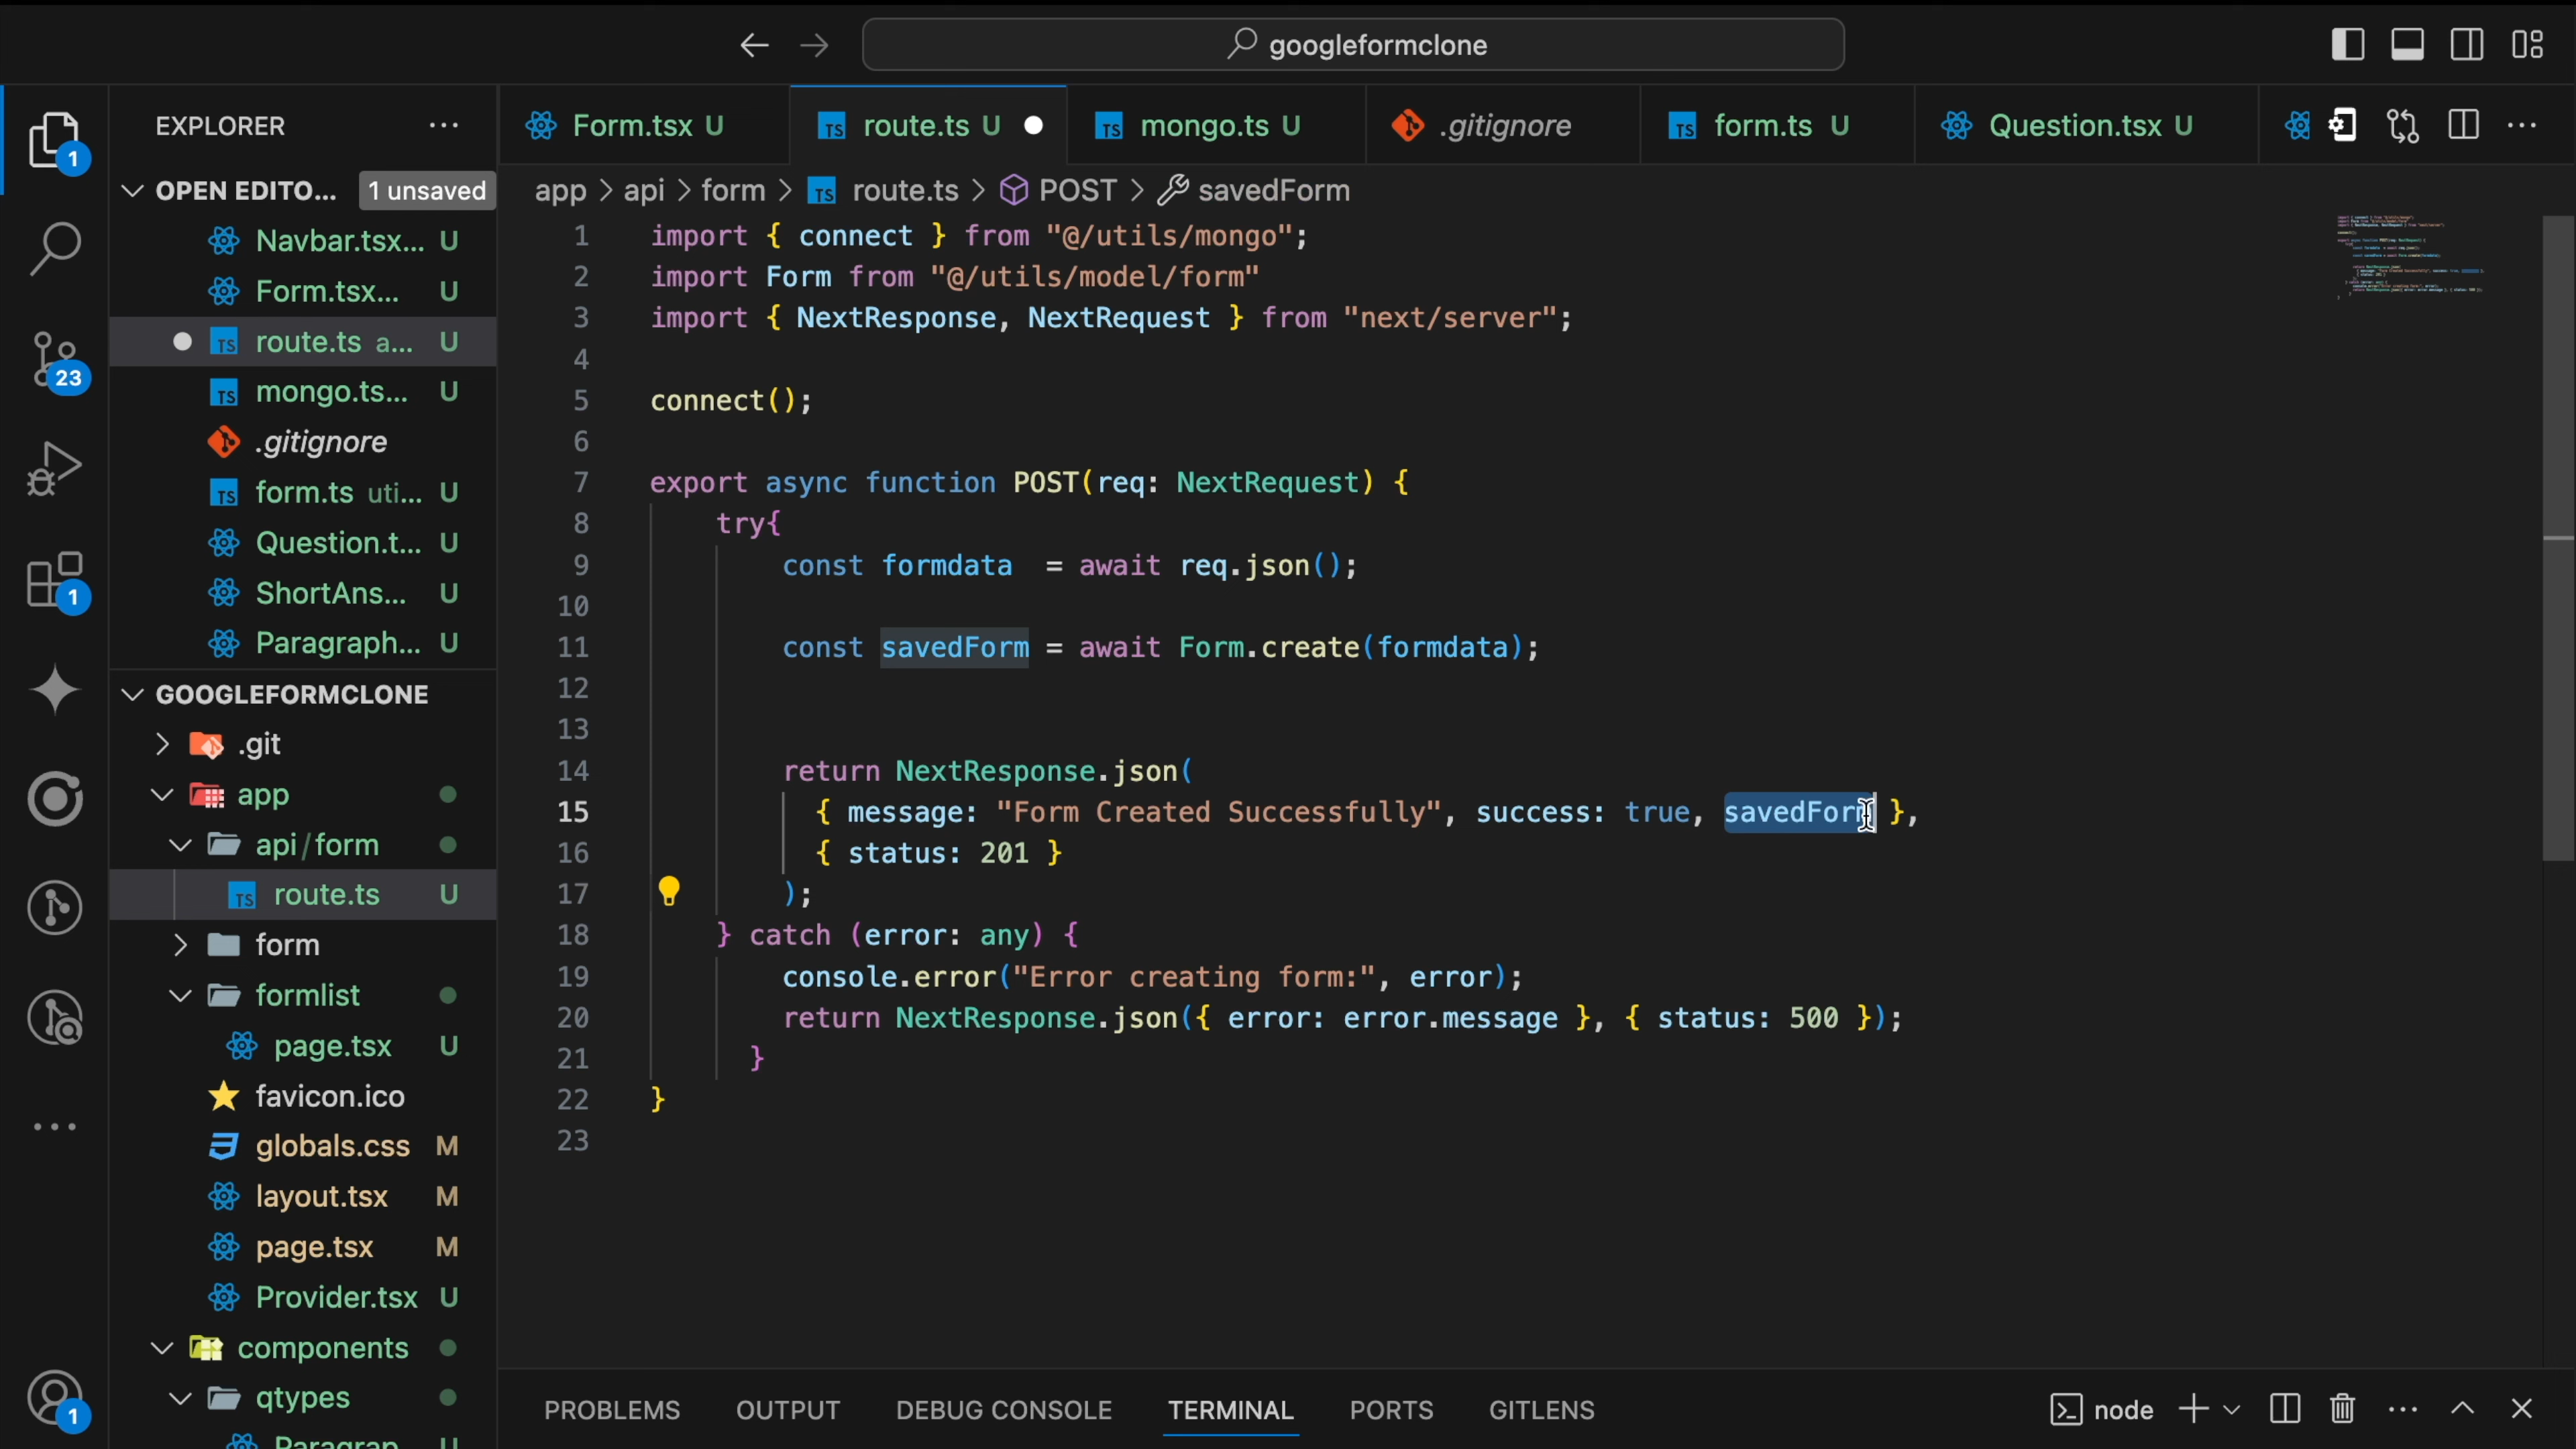 googleformclone
EXPLORER
Form.tsx U
route.ts U
mongo.ts U
.gitignore
form.ts U
Question.tsx U
OPEN EDITO... 1 unsaved
Navbar.tsx... U
Form.tsx... U
route.ts a... U
mongo.ts... U
.gitignore
form.ts uti... U
Question.t... U
ShortAns... U
Paragraph... U
GOOGLEFORMCLONE
.git
app
api/form
route.ts U
form
formlist
page.tsx U
favicon.ico
globals.css M
layout.tsx M
page.tsx M
Provider.tsx U
components
qtypes
Paragrap... U
1
23
1
1
app > api > form > route.ts > POST > savedForm
1 import { connect } from "@/utils/mongo";
2 import Form from "@/utils/model/form"
3 import { NextResponse, NextRequest } from "next/server";
4
5 connect();
6
7 export async function POST(req: NextRequest) {
8 try{
9 const formdata  = await req.json();
10
11 const savedForm = await Form.create(formdata);
12
13
14 return NextResponse.json(
15 { message: "Form Created Successfully", success: true, savedForm },
16 { status: 201 }
17 );
18 } catch (error: any) {
19 console.error("Error creating form:", error);
20 return NextResponse.json({ error: error.message }, { status: 500 });
21 }
22 }
23
PROBLEMS OUTPUT DEBUG CONSOLE TERMINAL PORTS GITLENS
node